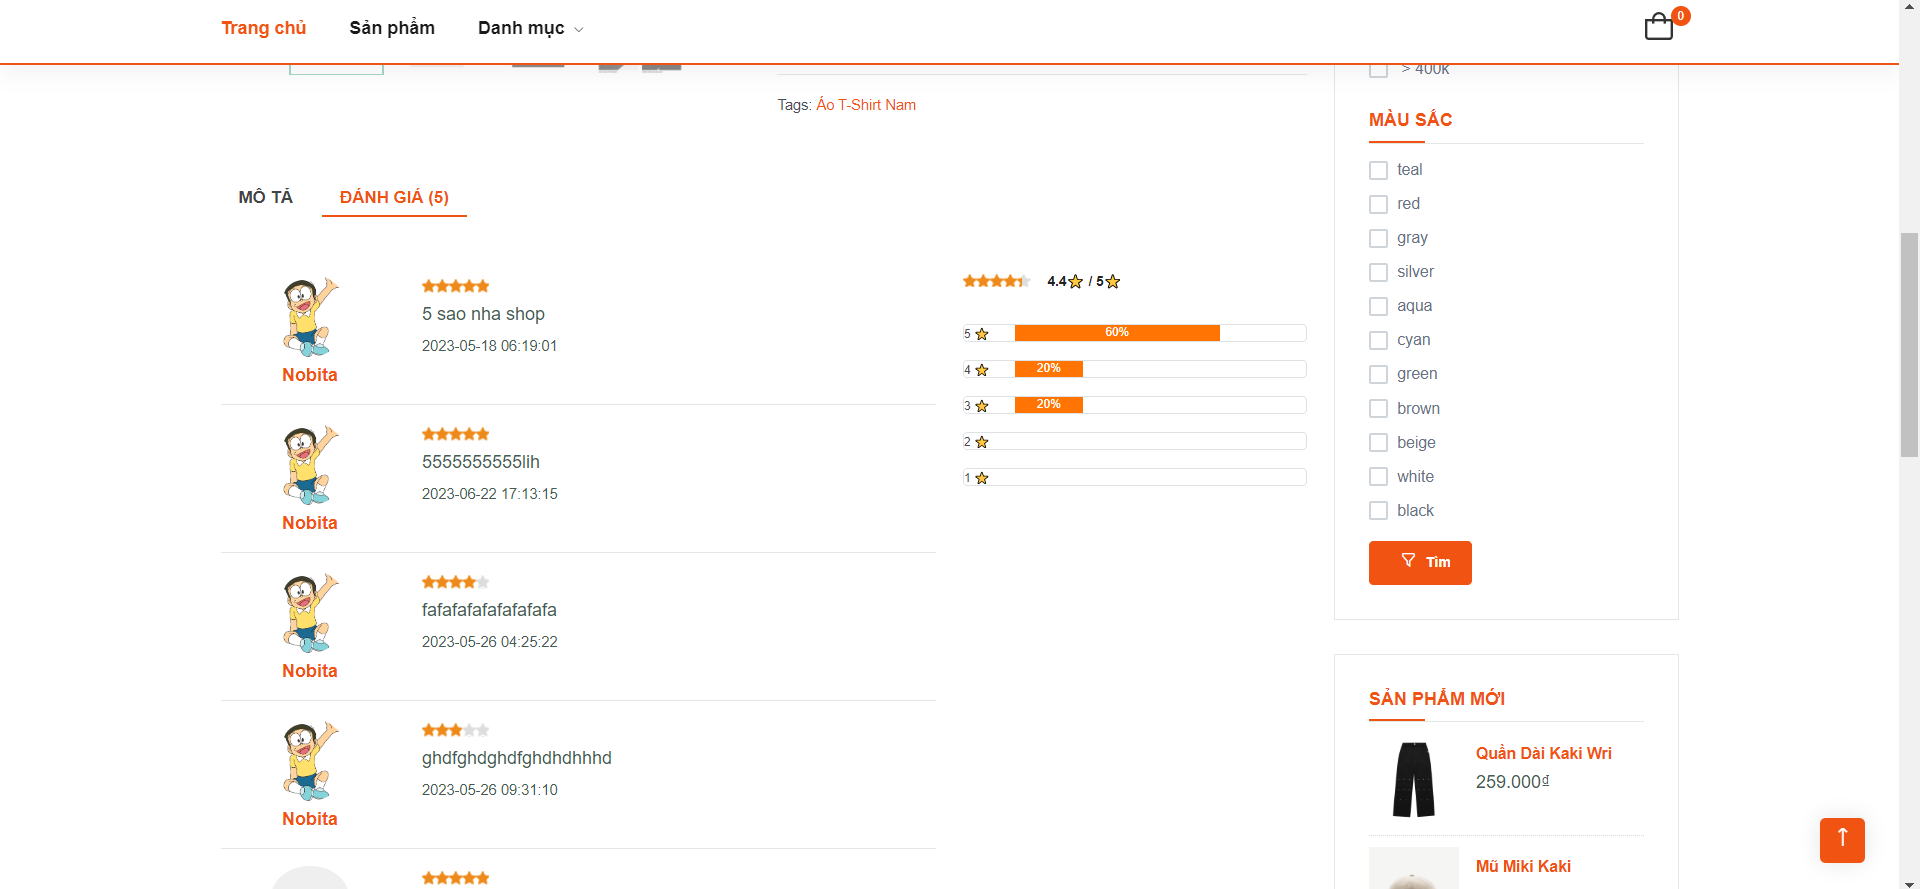 Trang chủ
Sản phẩm
Danh mục
0
Tags: Áo T-Shirt Nam
MÔ TẢ
ĐÁNH GIÁ (5)
5 sao nha shop
2023-05-18 06:19:01
Nobita
5555555555lih
2023-06-22 17:13:15
Nobita
fafafafafafafafafa
2023-05-26 04:25:22
Nobita
ghdfghdghdfghdhdhhhd
2023-05-26 09:31:10
Nobita
4.4 / 5
5 60%
4 20%
3 20%
2
1
> 400k
MÀU SẮC
teal
red
gray
silver
aqua
cyan
green
brown
beige
white
black
Tìm
SẢN PHẨM MỚI
Quần Dài Kaki Wri
259.000₫
Mũ Miki Kaki